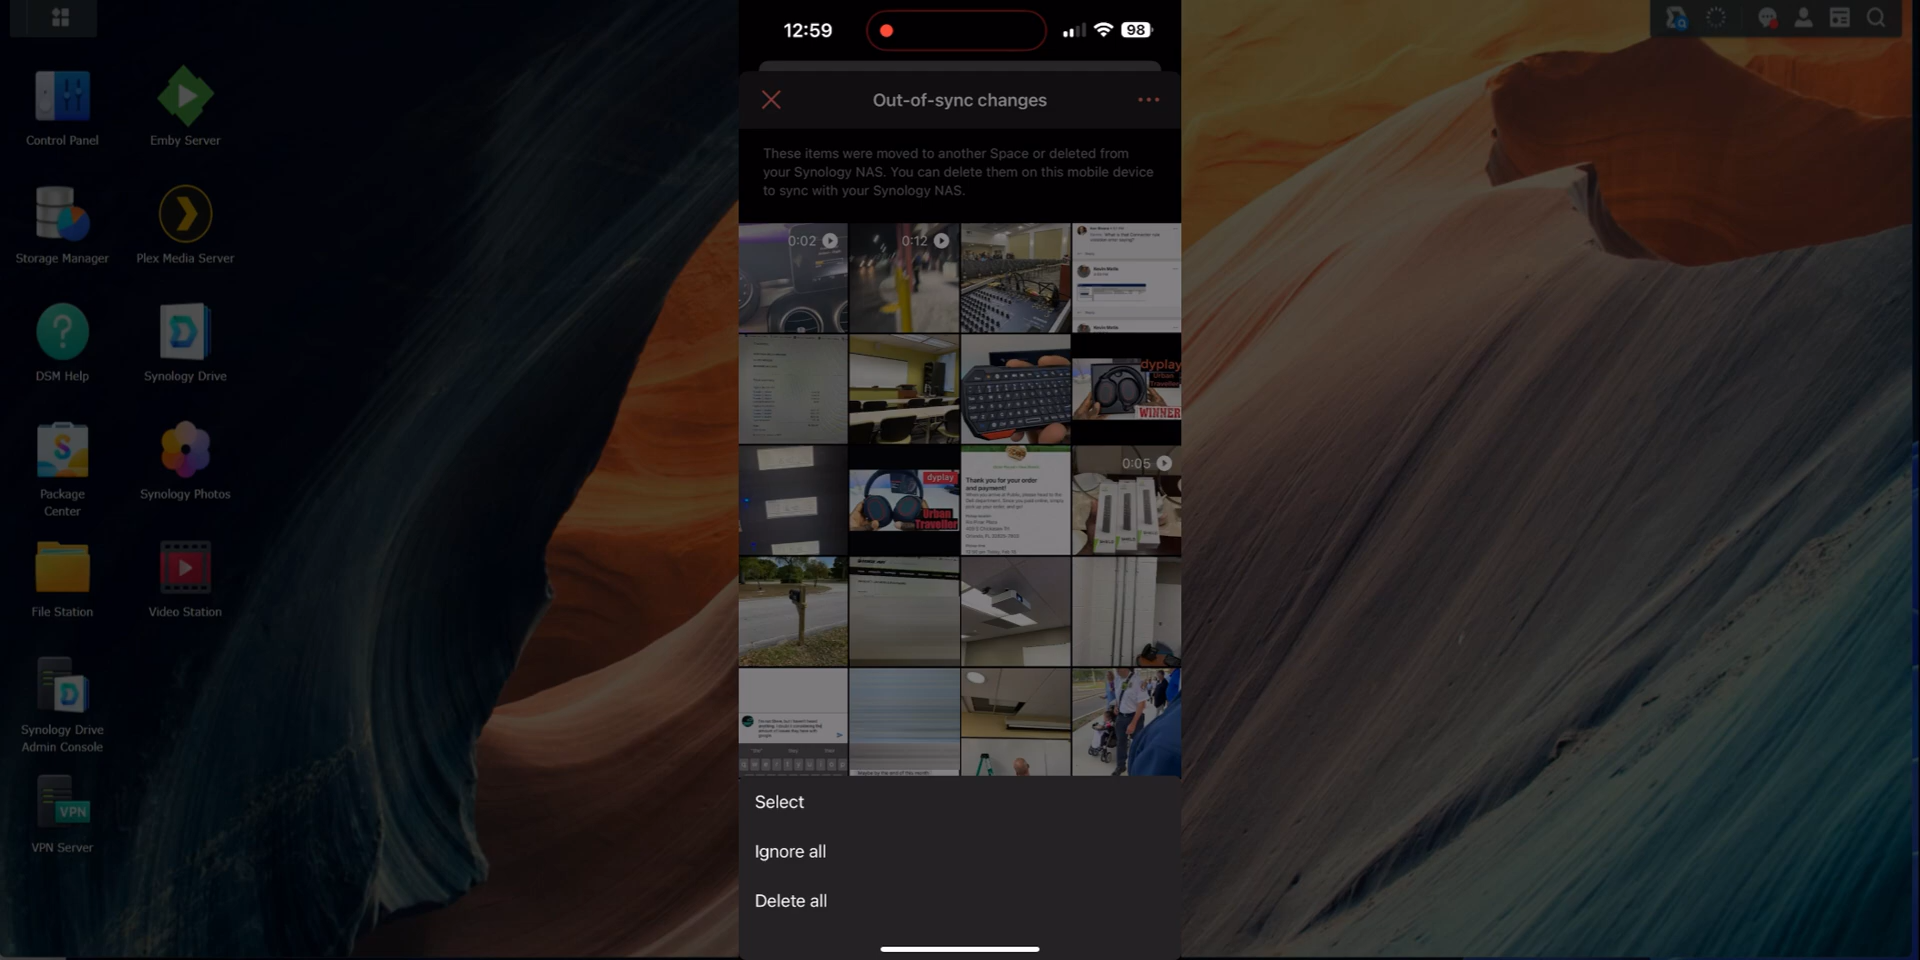 12:59
98
Out-of-sync changes
These items were moved to another Space or deleted from
your Synology NAS. You can delete them on this mobile device
to sync with your Synology NAS.
Control Panel
Emby Server
Storage Manager
Plex Media Server
DSM Help
Synology Drive
Package
Center
Synology Photos
File Station
Video Station
Synology Drive
Admin Console
VPN
VPN Server
0:02
0:12
dyplay
Urban
Traveller
WINNER
dyplay
Urban
Traveller
Thank you for your order
and payment!
0:05
Select
Ignore all
Delete all